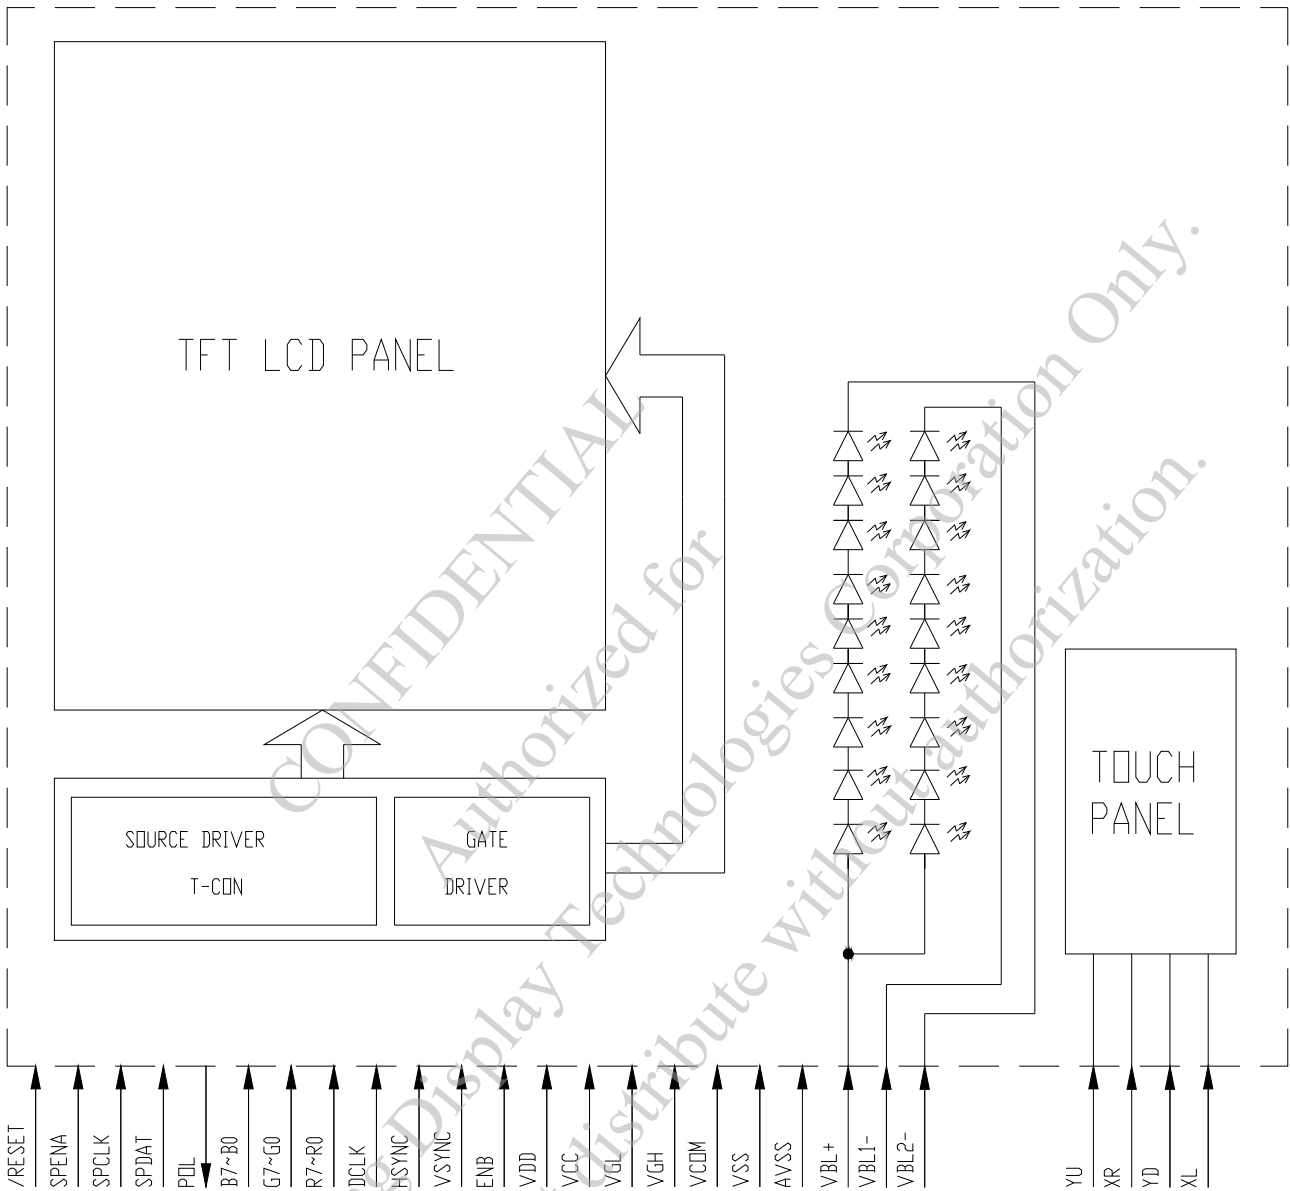 TFT LCD PANEL
SOURCE DRIVER
T-CON
GATE
DRIVER
TOUCH
PANEL
/RESET
SPENA
SPCLK
SPDAT
POL
B7~B0
G7~G0
R7~R0
DCLK
HSYNC
VSYNC
ENB
VDD
VCC
VGL
VGH
VCOM
VSS
AVSS
VBL+
VBL1-
VBL2-
YU
XR
YD
XL
CONFIDENTIAL
Authorized for
Display Technologies Corporation Only.
distribute without authorization.